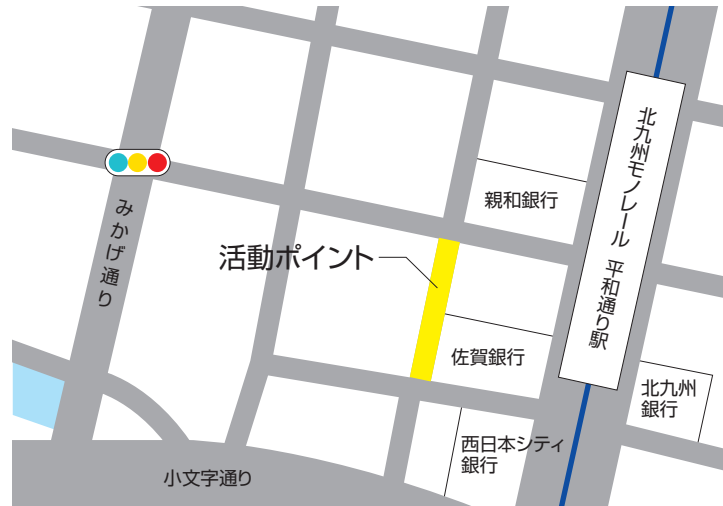 北九州モノレール 平和通り駅
親和銀行
みかげ通り
活動ポイント
佐賀銀行
北九州
銀行
西日本シティ
銀行
小文字通り